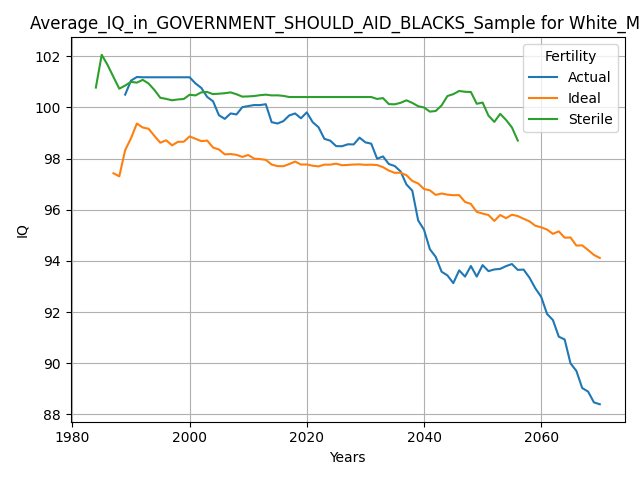 Average_IQ_in_GOVERNMENT_SHOULD_AID_BLACKS_Sample for White_M
Fertility
Actual
Ideal
Sterile
102
100
98
96
94
92
90
88
IQ
1980
2000
2020
2040
2060
Years